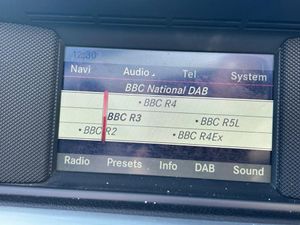 12:30
Navi Audio Tel System
BBC National DAB
• BBC R4
BBC R3 • BBC R5L
• BBC R2 • BBC R4Ex
Radio Presets Info DAB Sound